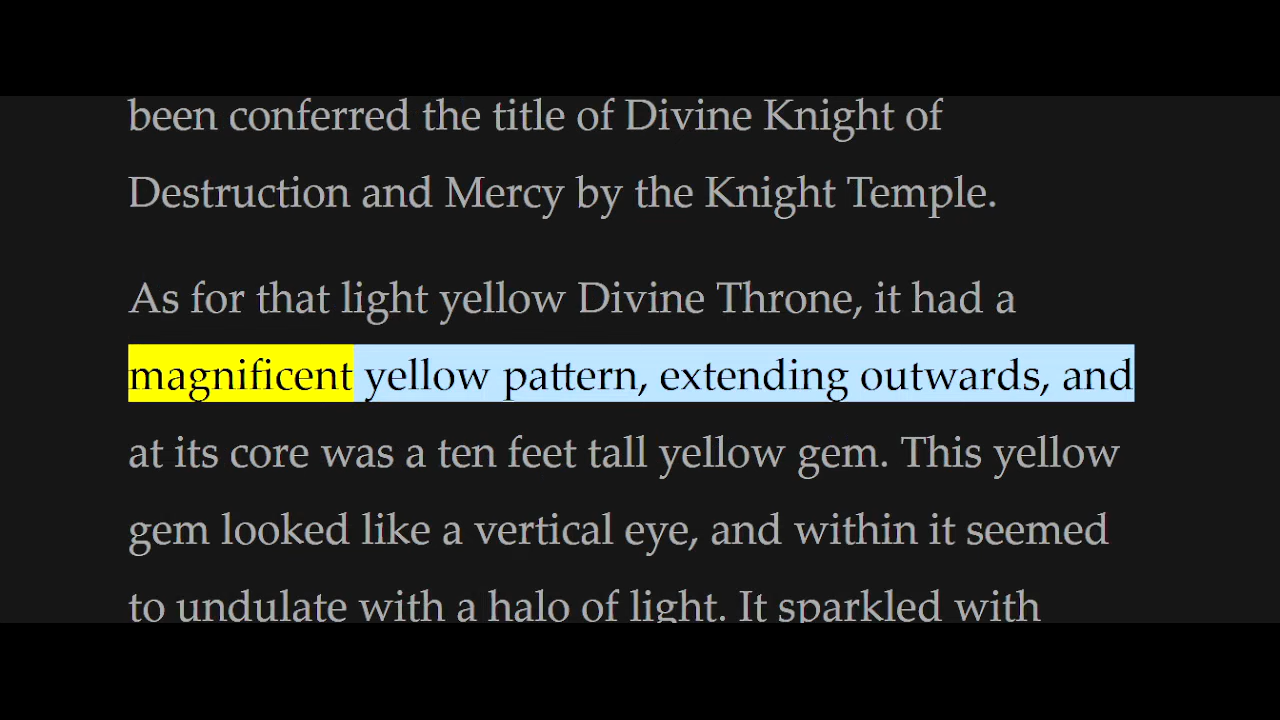 been conferred the title of Divine Knight of
Destruction and Mercy by the Knight Temple.
As for that light yellow Divine Throne, it had a
magnificent yellow pattern, extending outwards, and
at its core was a ten feet tall yellow gem. This yellow
gem looked like a vertical eye, and within it seemed
to undulate with a halo of light. It sparkled with